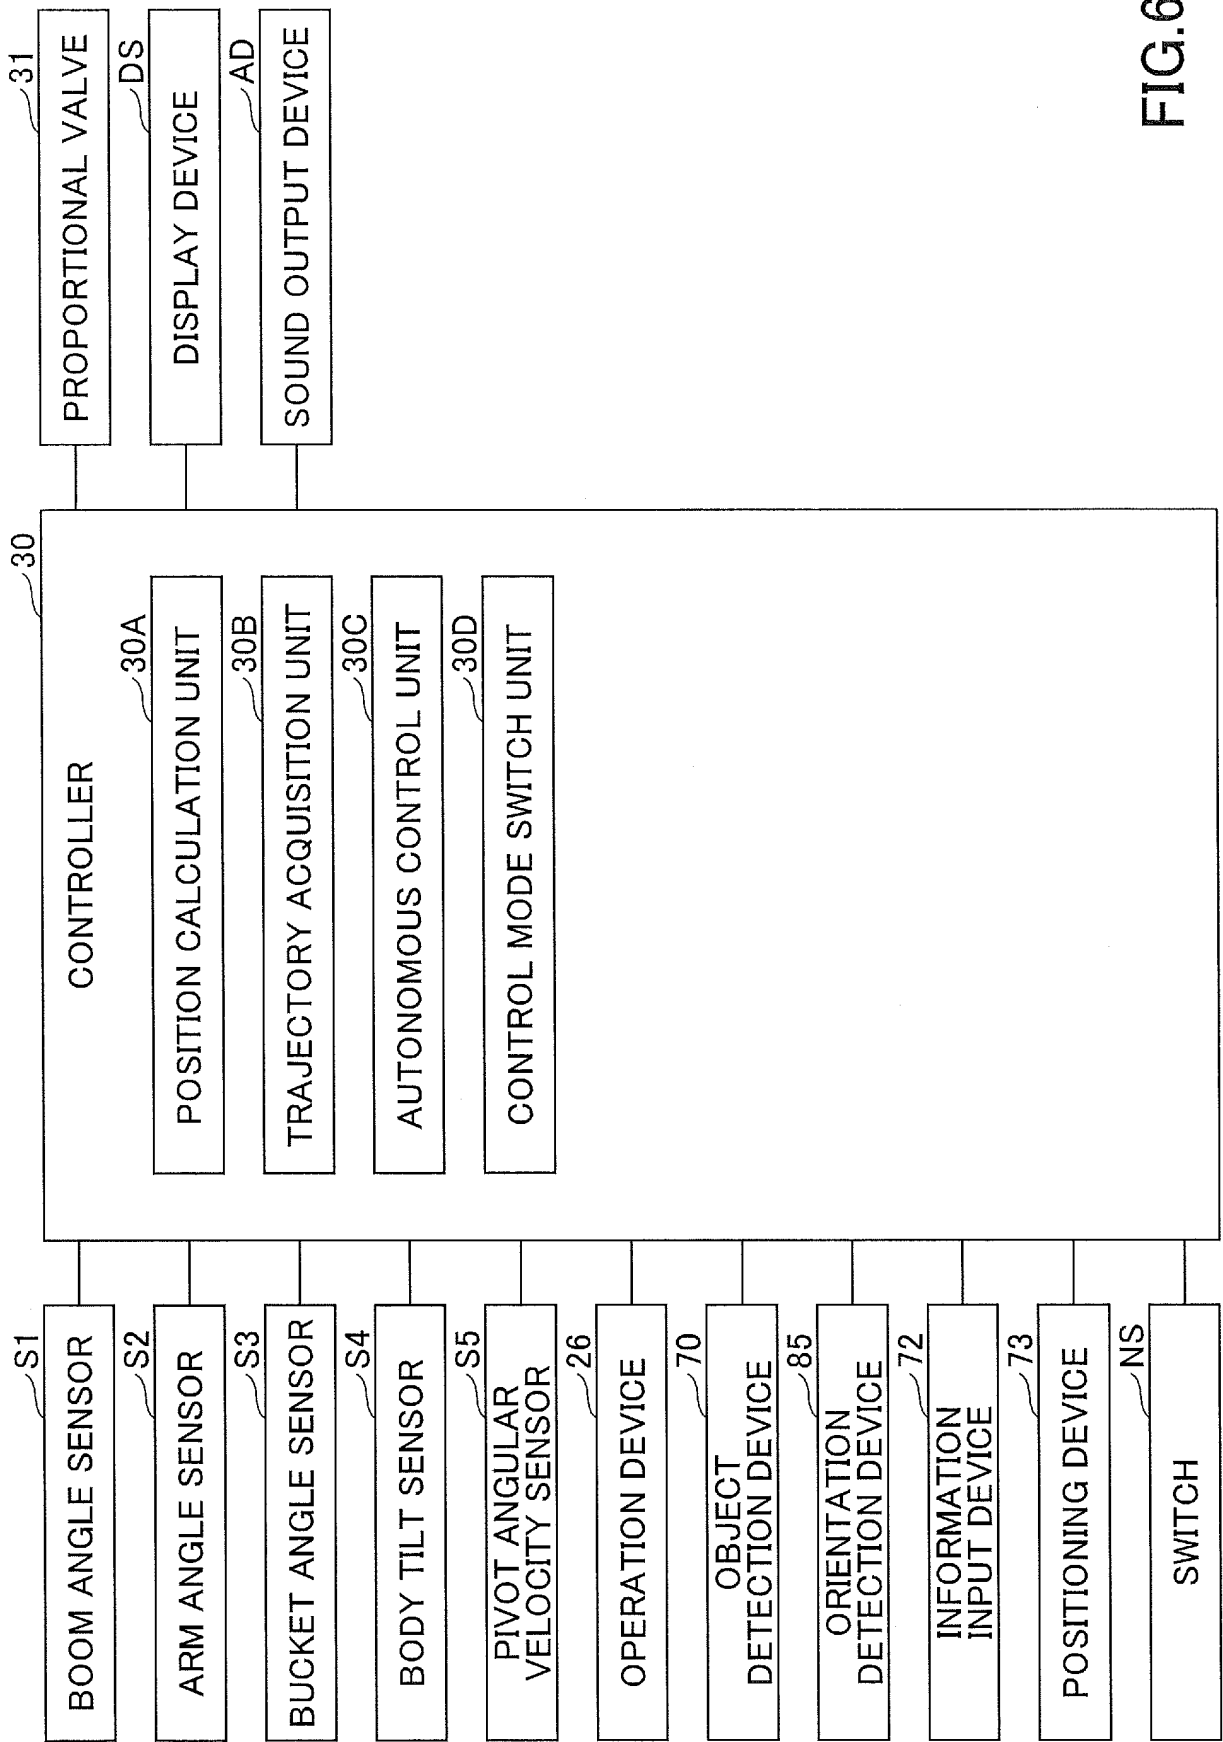 S1
BOOM ANGLE SENSOR
S2
ARM ANGLE SENSOR
S3
BUCKET ANGLE SENSOR
S4
BODY TILT SENSOR
S5
PIVOT ANGULAR
VELOCITY SENSOR
26
OPERATION DEVICE
70
OBJECT
DETECTION DEVICE
85
ORIENTATION
DETECTION DEVICE
72
INFORMATION
INPUT DEVICE
73
POSITIONING DEVICE
NS
SWITCH
30
CONTROLLER
30A
POSITION CALCULATION UNIT
30B
TRAJECTORY ACQUISITION UNIT
30C
AUTONOMOUS CONTROL UNIT
30D
CONTROL MODE SWITCH UNIT
31
PROPORTIONAL VALVE
DS
DISPLAY DEVICE
AD
SOUND OUTPUT DEVICE
FIG.6